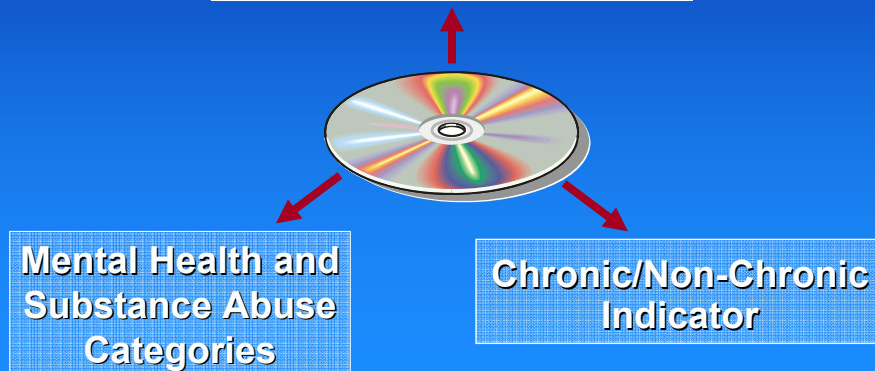 Mental Health and
Substance Abuse
Categories
Chronic/Non-Chronic
Indicator